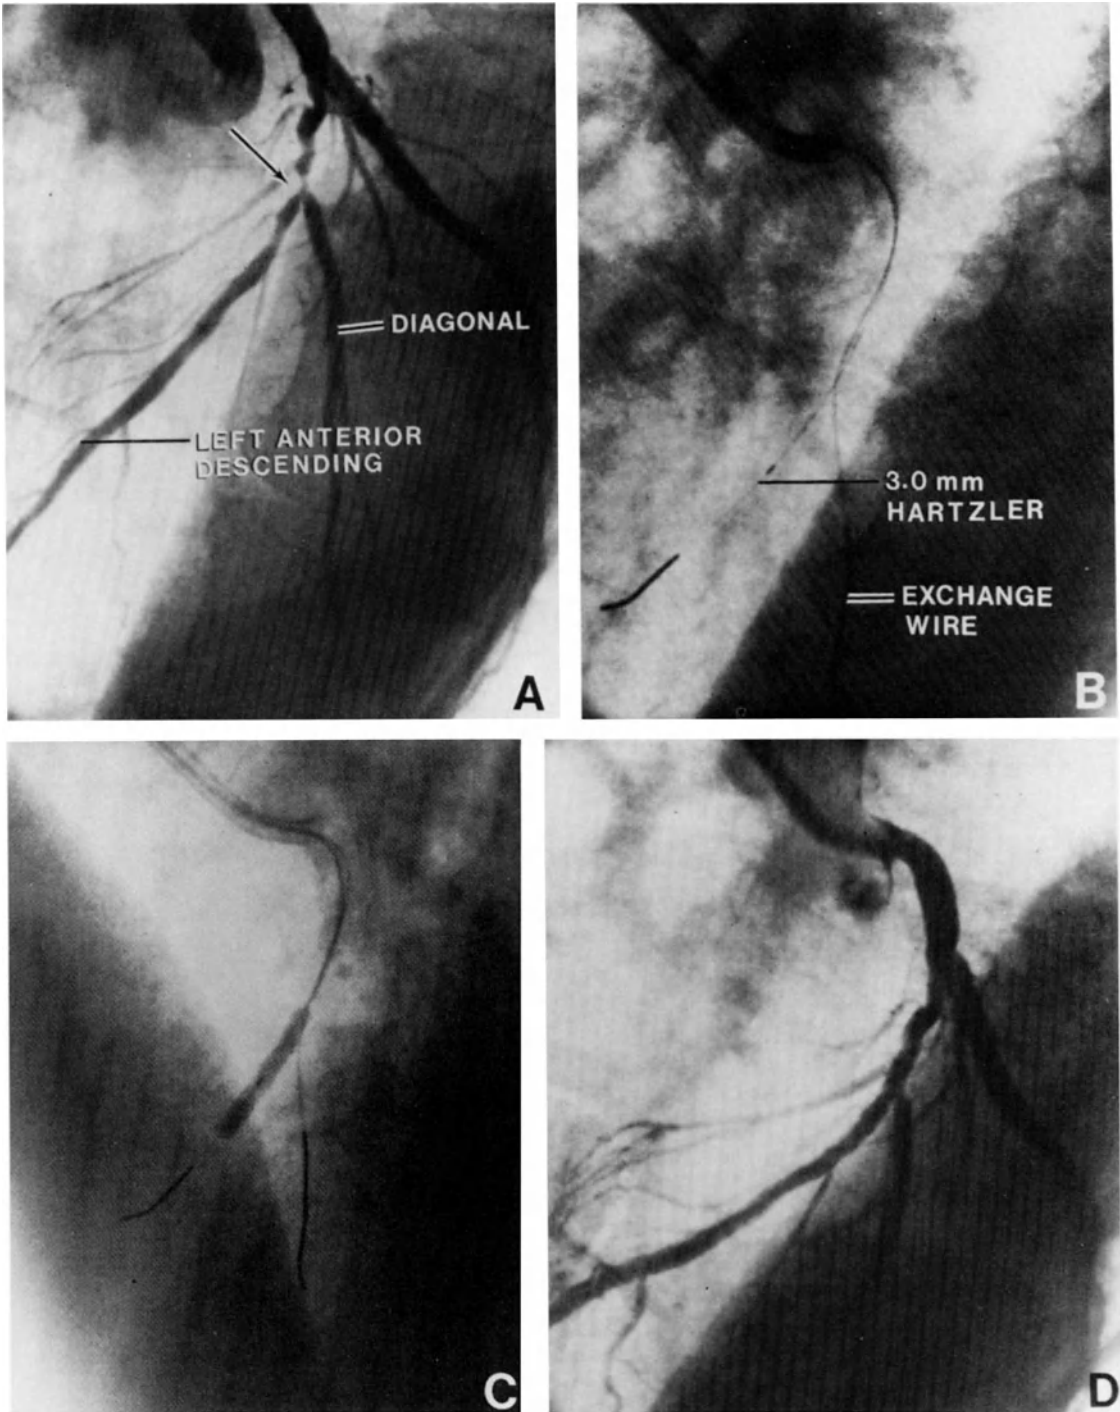 DIAGONAL
LEFT ANTERIOR
DESCENDING
A
3.0 mm
HARTZLER
EXCHANGE
WIRE
B
C
D